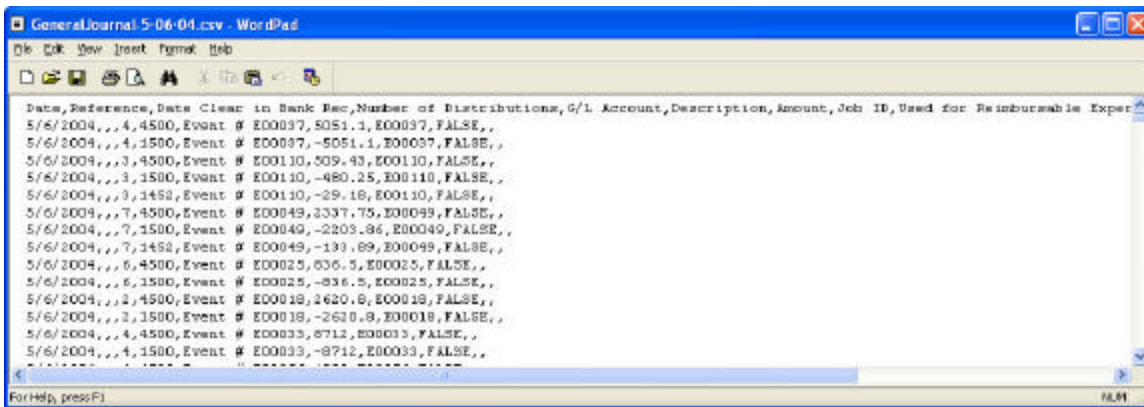 GeneralJournal-5-06-04.csv - WordPad
File Edit View Insert Format Help
Date,Reference,Date Clear in Bank Rec,Number of Distributions,G/L Account,Description,Amount,Job ID,Used for Reimbursable Exper
5/6/2004,,,4,4500,Event # E00037,5051.1,E00037,FALSE,,
5/6/2004,,,4,1500,Event # E00037,-5051.1,E00037,FALSE,,
5/6/2004,,,3,4500,Event # E00110,509.43,E00110,FALSE,,
5/6/2004,,,3,1500,Event # E00110,-480.25,E00110,FALSE,,
5/6/2004,,,3,1452,Event # E00110,-29.18,E00110,FALSE,,
5/6/2004,,,7,4500,Event # E00049,2337.75,E00049,FALSE,,
5/6/2004,,,7,1500,Event # E00049,-2203.86,E00049,FALSE,,
5/6/2004,,,7,1452,Event # E00049,-133.89,E00049,FALSE,,
5/6/2004,,,6,4500,Event # E00025,836.5,E00025,FALSE,,
5/6/2004,,,6,1500,Event # E00025,-836.5,E00025,FALSE,,
5/6/2004,,,2,4500,Event # E00018,2620.8,E00018,FALSE,,
5/6/2004,,,2,1500,Event # E00018,-2620.8,E00018,FALSE,,
5/6/2004,,,4,4500,Event # E00033,8712,E00033,FALSE,,
5/6/2004,,,4,1500,Event # E00033,-8712,E00033,FALSE,,
For Help, press F1
NUM